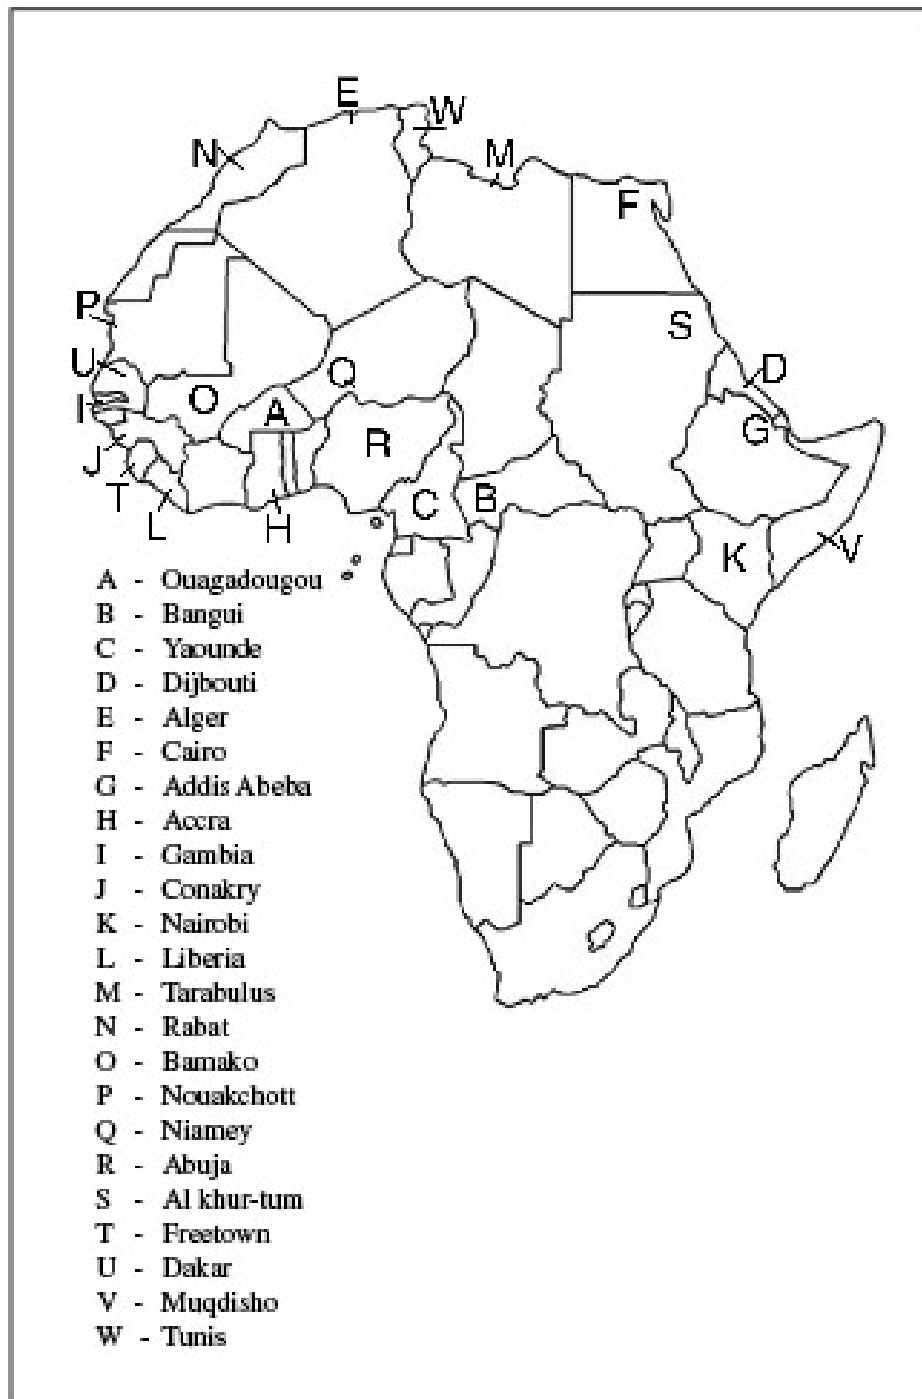 E
W
N
M
F
P
S
U
D
Q
O
I
A
G
R
J
T
C
B
L
H
K
V
A - Ouagadougou
B - Bangui
C - Yaounde
D - Dijbouti
E - Alger
F - Cairo
G - Addis Abeba
H - Accra
I - Gambia
J - Conakry
K - Nairobi
L - Liberia
M - Tarabulus
N - Rabat
O - Bamako
P - Nouakchott
Q - Niamey
R - Abuja
S - Al khur-tum
T - Freetown
U - Dakar
V - Muqdisho
W - Tunis